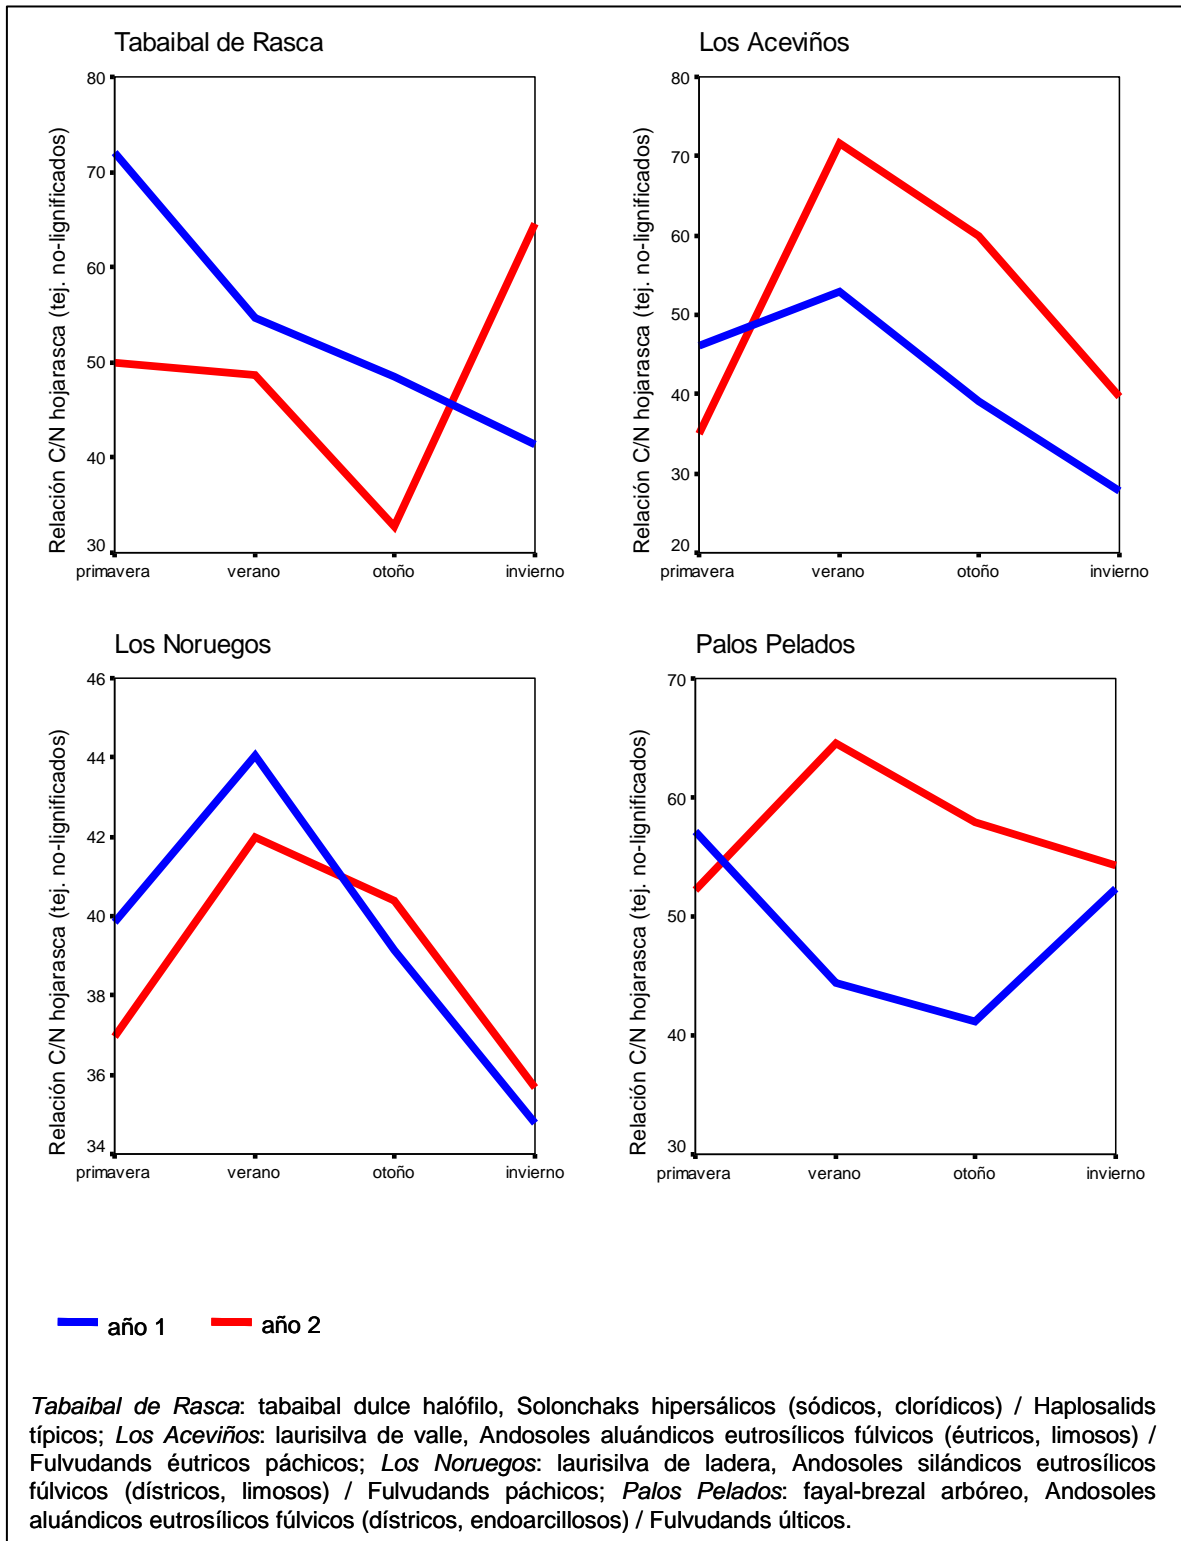 Tabaibal de Rasca
Relación C/N hojarasca (tej. no-lignificados)
80
70
60
50
40
30
primavera verano otoño invierno
Los Aceviños
Relación C/N hojarasca (tej. no-lignificados)
80
70
60
50
40
30
20
primavera verano otoño invierno
Los Noruegos
Relación C/N hojarasca (tej. no-lignificados)
46
44
42
40
38
36
34
primavera verano otoño invierno
Palos Pelados
Relación C/N hojarasca (tej. no-lignificados)
70
60
50
40
30
primavera verano otoño invierno
año 1 año 2
Tabaibal de Rasca: tabaibal dulce halófilo, Solonchaks hipersálicos (sódicos, clorídicos) / Haplosalids
típicos; Los Aceviños: laurisilva de valle, Andosoles aluándicos eutrosílicos fúlvicos (éutricos, limosos) /
Fulvudands éutricos páchicos; Los Noruegos: laurisilva de ladera, Andosoles silándicos eutrosílicos
fúlvicos (dístricos, limosos) / Fulvudands páchicos; Palos Pelados: fayal-brezal arbóreo, Andosoles
aluándicos eutrosílicos fúlvicos (dístricos, endoarcillosos) / Fulvudands últicos.